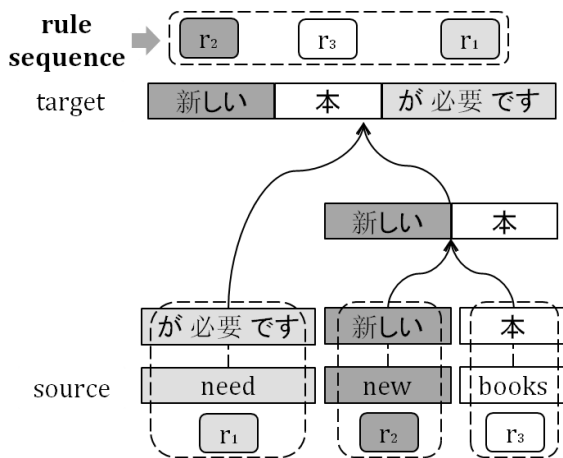 rule sequence
r₂ r₃ r₁
target
新しい 本 が 必要 です
新しい 本
が 必要 です 新しい 本
source
need new books
r₁ r₂ r₃